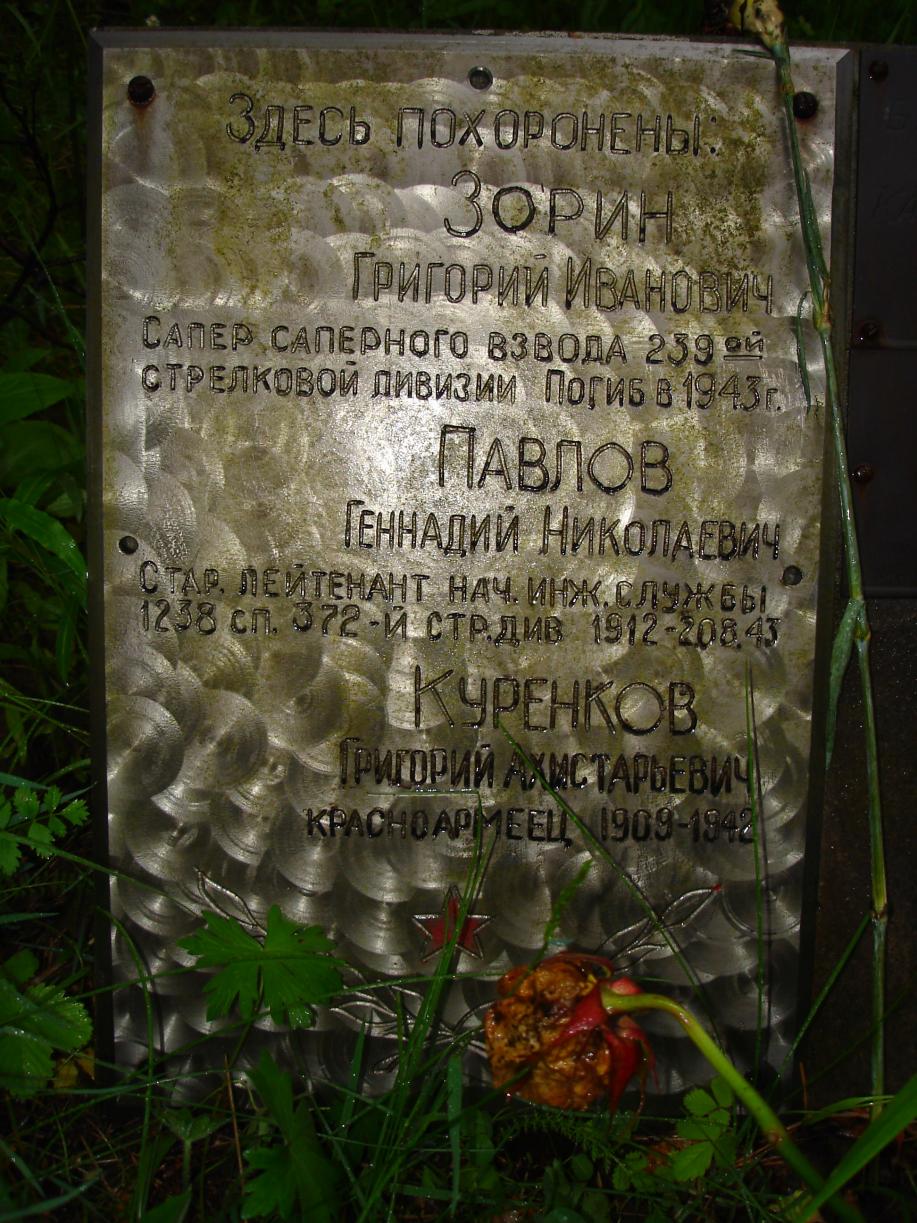 Здесь похоронены:
Зорин
Григорий Иванович
Сапер саперного взвода 239 ой
стрелковой дивизии Погиб в 1943г.
Павлов
Геннадий Николаевич
Стар. лейтенант нач. инж. службы
1238 сп. 372-й стр.див 1912-20.8.43
Куренков
Григорий Ахистарьевич
красноармеец 1909-1942